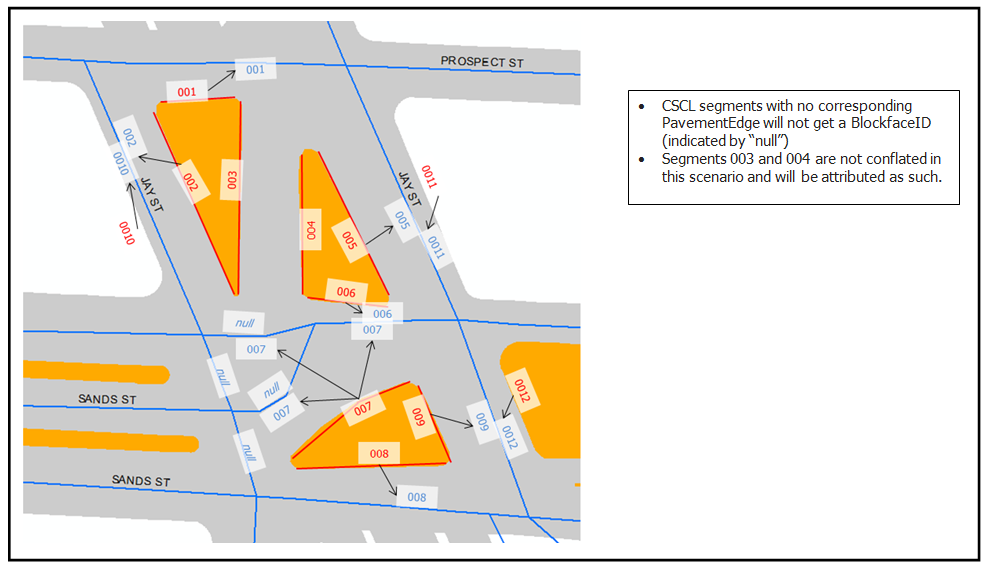 PROSPECT ST
001
001
002
0010
002
003
JAY ST
0010
004
005
JAY ST
0011
005
0011
006
006
007
null
007
null
null
007
007
009
009
0012
0012
null
008
008
SANDS ST
SANDS ST
• CSCL segments with no corresponding
PavementEdge will not get a BlockfaceID
(indicated by “null”)
• Segments 003 and 004 are not conflated in
this scenario and will be attributed as such.